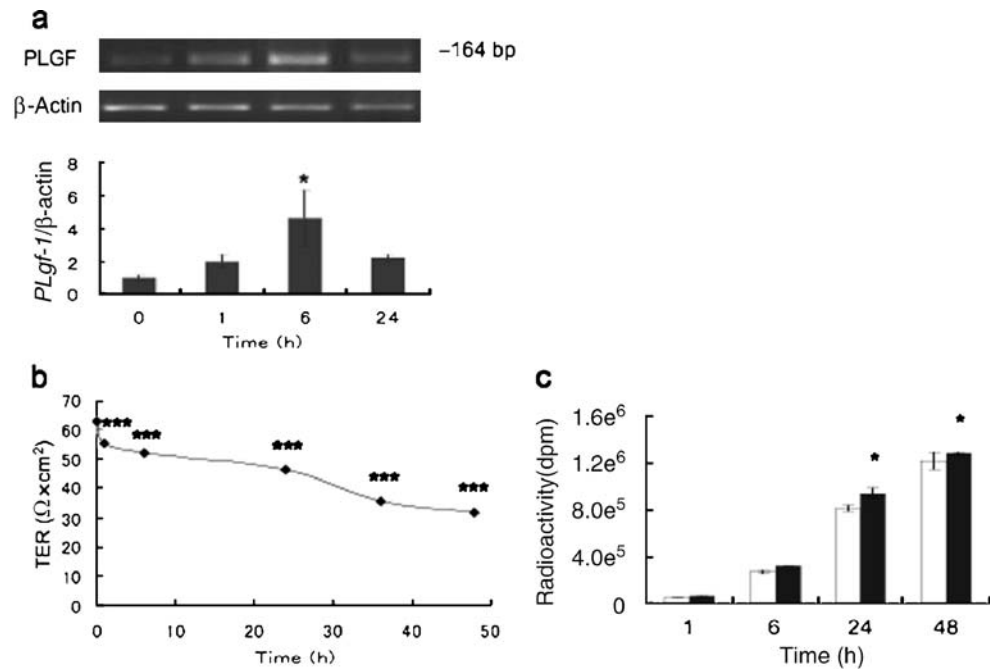 a
PLGF
−164 bp
β-Actin
PLgf-1/β-actin
8
6
4
2
0
*
0 1 6 24
Time (h)
b
TER (Ω×cm²)
70
60
50
40
30
20
10
0
****
***
***
***
***
0 10 20 30 40 50
Time (h)
c
Radioactivity(dpm)
1.6e⁶
1.2e⁶
8.0e⁵
4.0e⁵
0
*
*
1 6 24 48
Time (h)